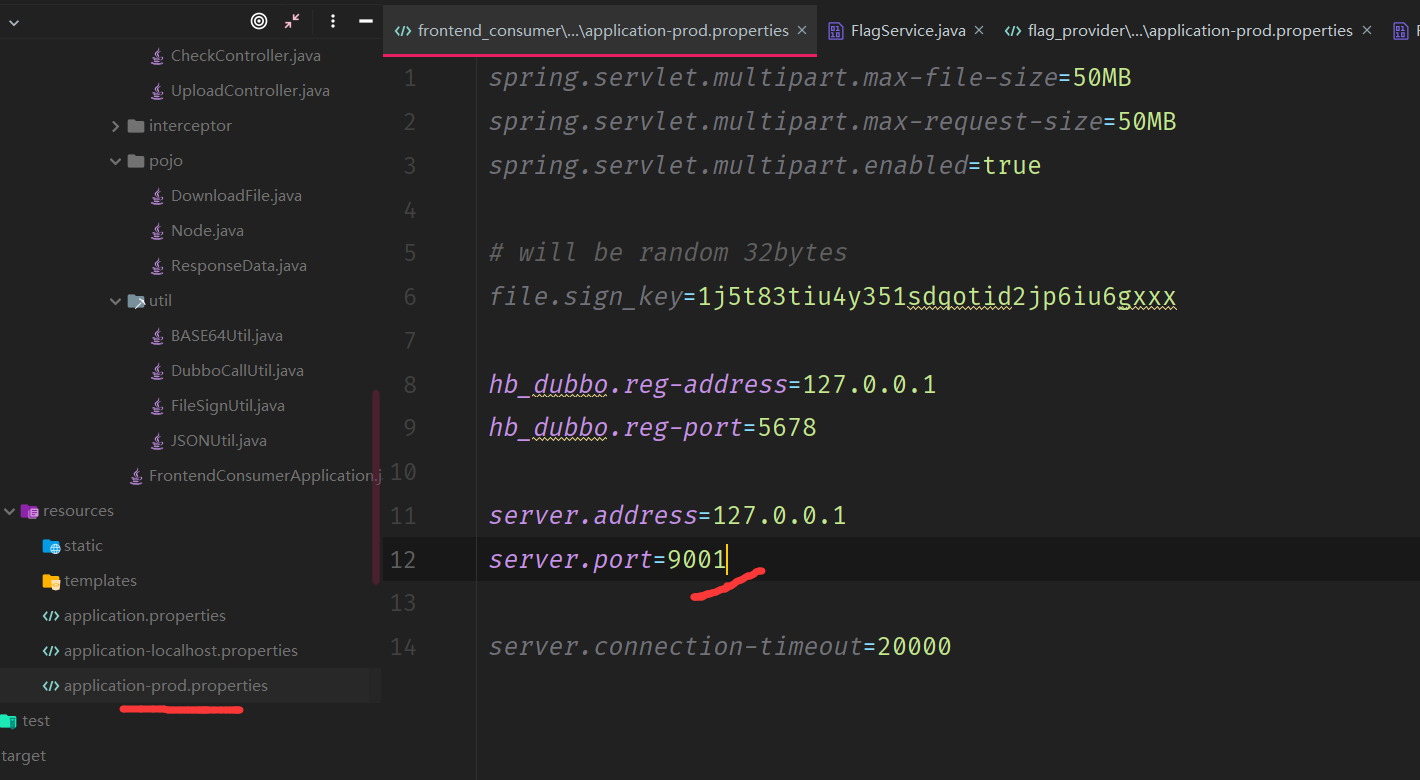 frontend_consumer\...\application-prod.properties
FlagService.java
flag_provider\...\application-prod.properties
CheckController.java
UploadController.java
interceptor
pojo
DownloadFile.java
Node.java
ResponseData.java
util
BASE64Util.java
DubboCallUtil.java
FileSignUtil.java
JSONUtil.java
FrontendConsumerApplication.j
resources
static
templates
application.properties
application-localhost.properties
application-prod.properties
test
target
1 spring.servlet.multipart.max-file-size=50MB
2 spring.servlet.multipart.max-request-size=50MB
3 spring.servlet.multipart.enabled=true
4
5 # will be random 32bytes
6 file.sign_key=1j5t83tiu4y351sdqotid2jp6iu6gxxx
7
8 hb_dubbo.reg-address=127.0.0.1
9 hb_dubbo.reg-port=5678
10
11 server.address=127.0.0.1
12 server.port=9001
13
14 server.connection-timeout=20000